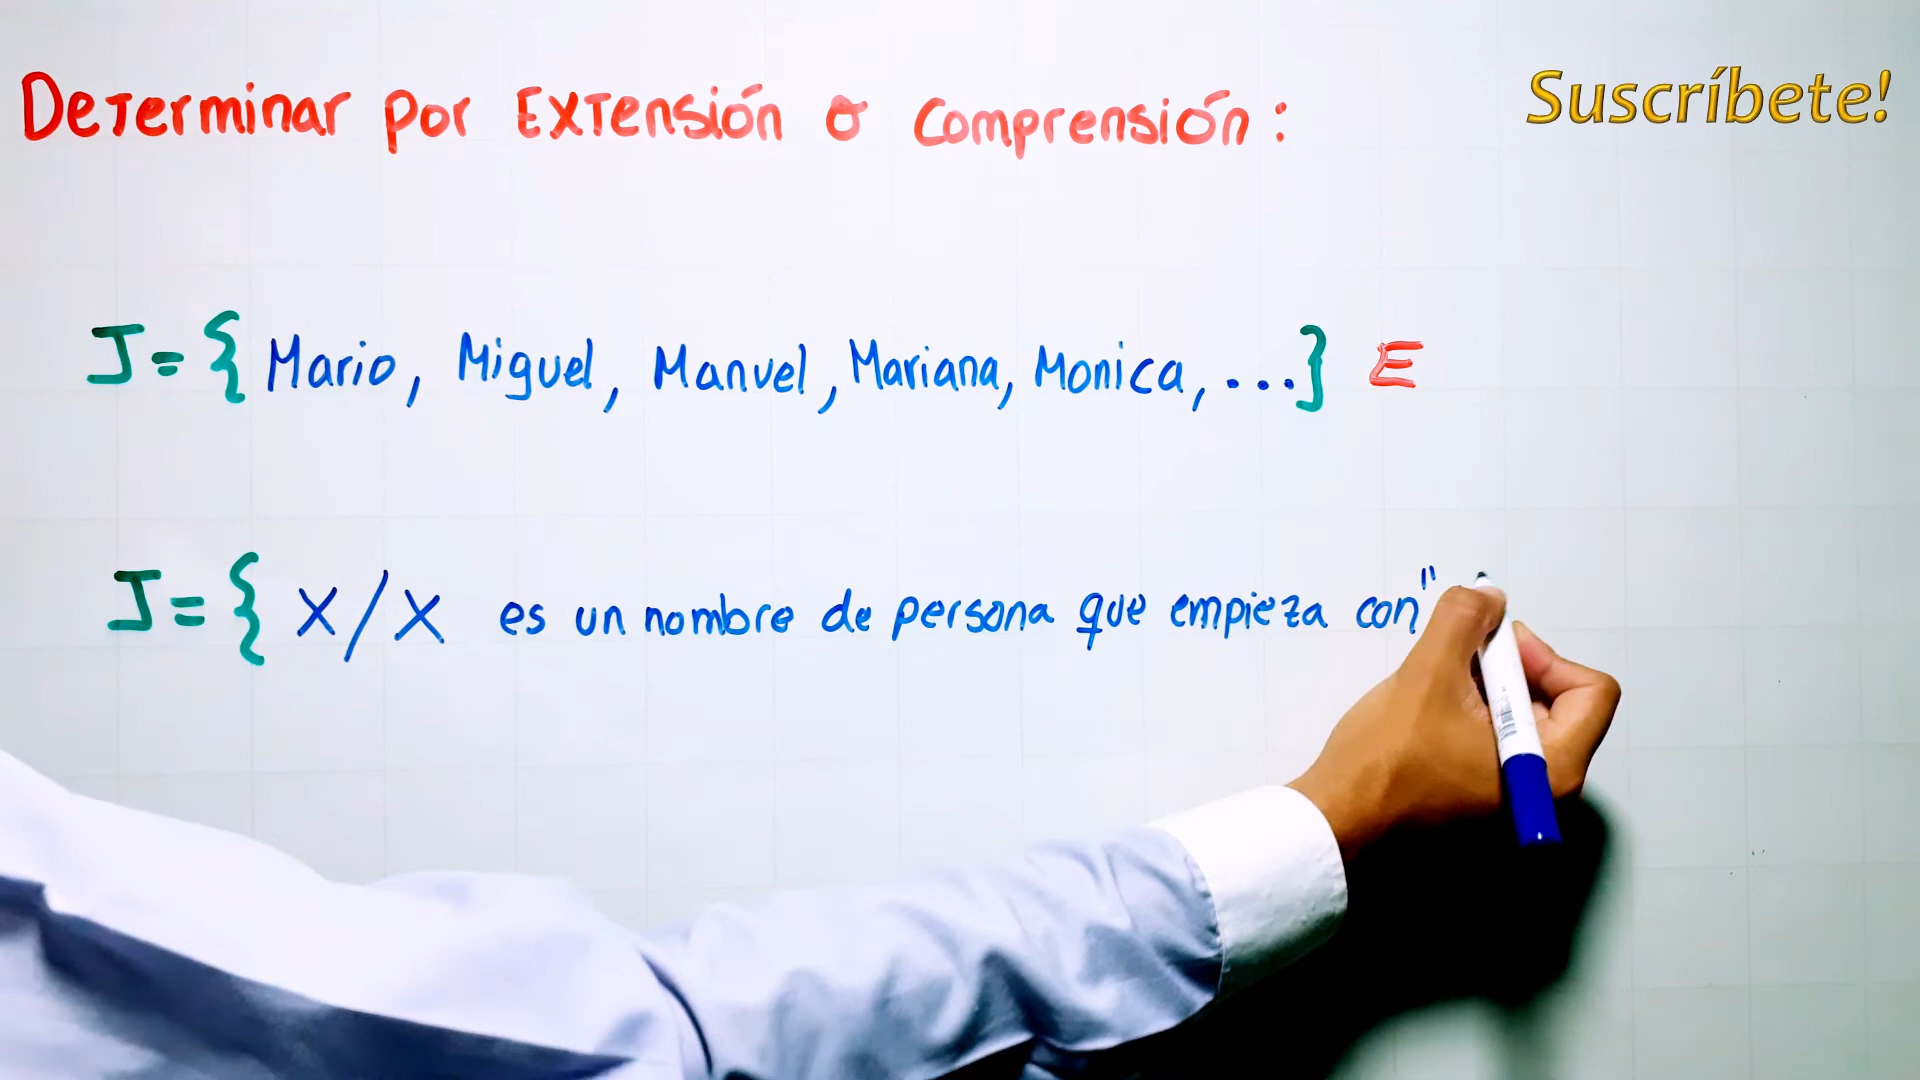 Determinar por Extensión o Comprensión:
Suscríbete!
J = { Mario, Miguel, Manuel, Mariana, Monica, ...} E
J = { X/X es un nombre de persona que empieza con "